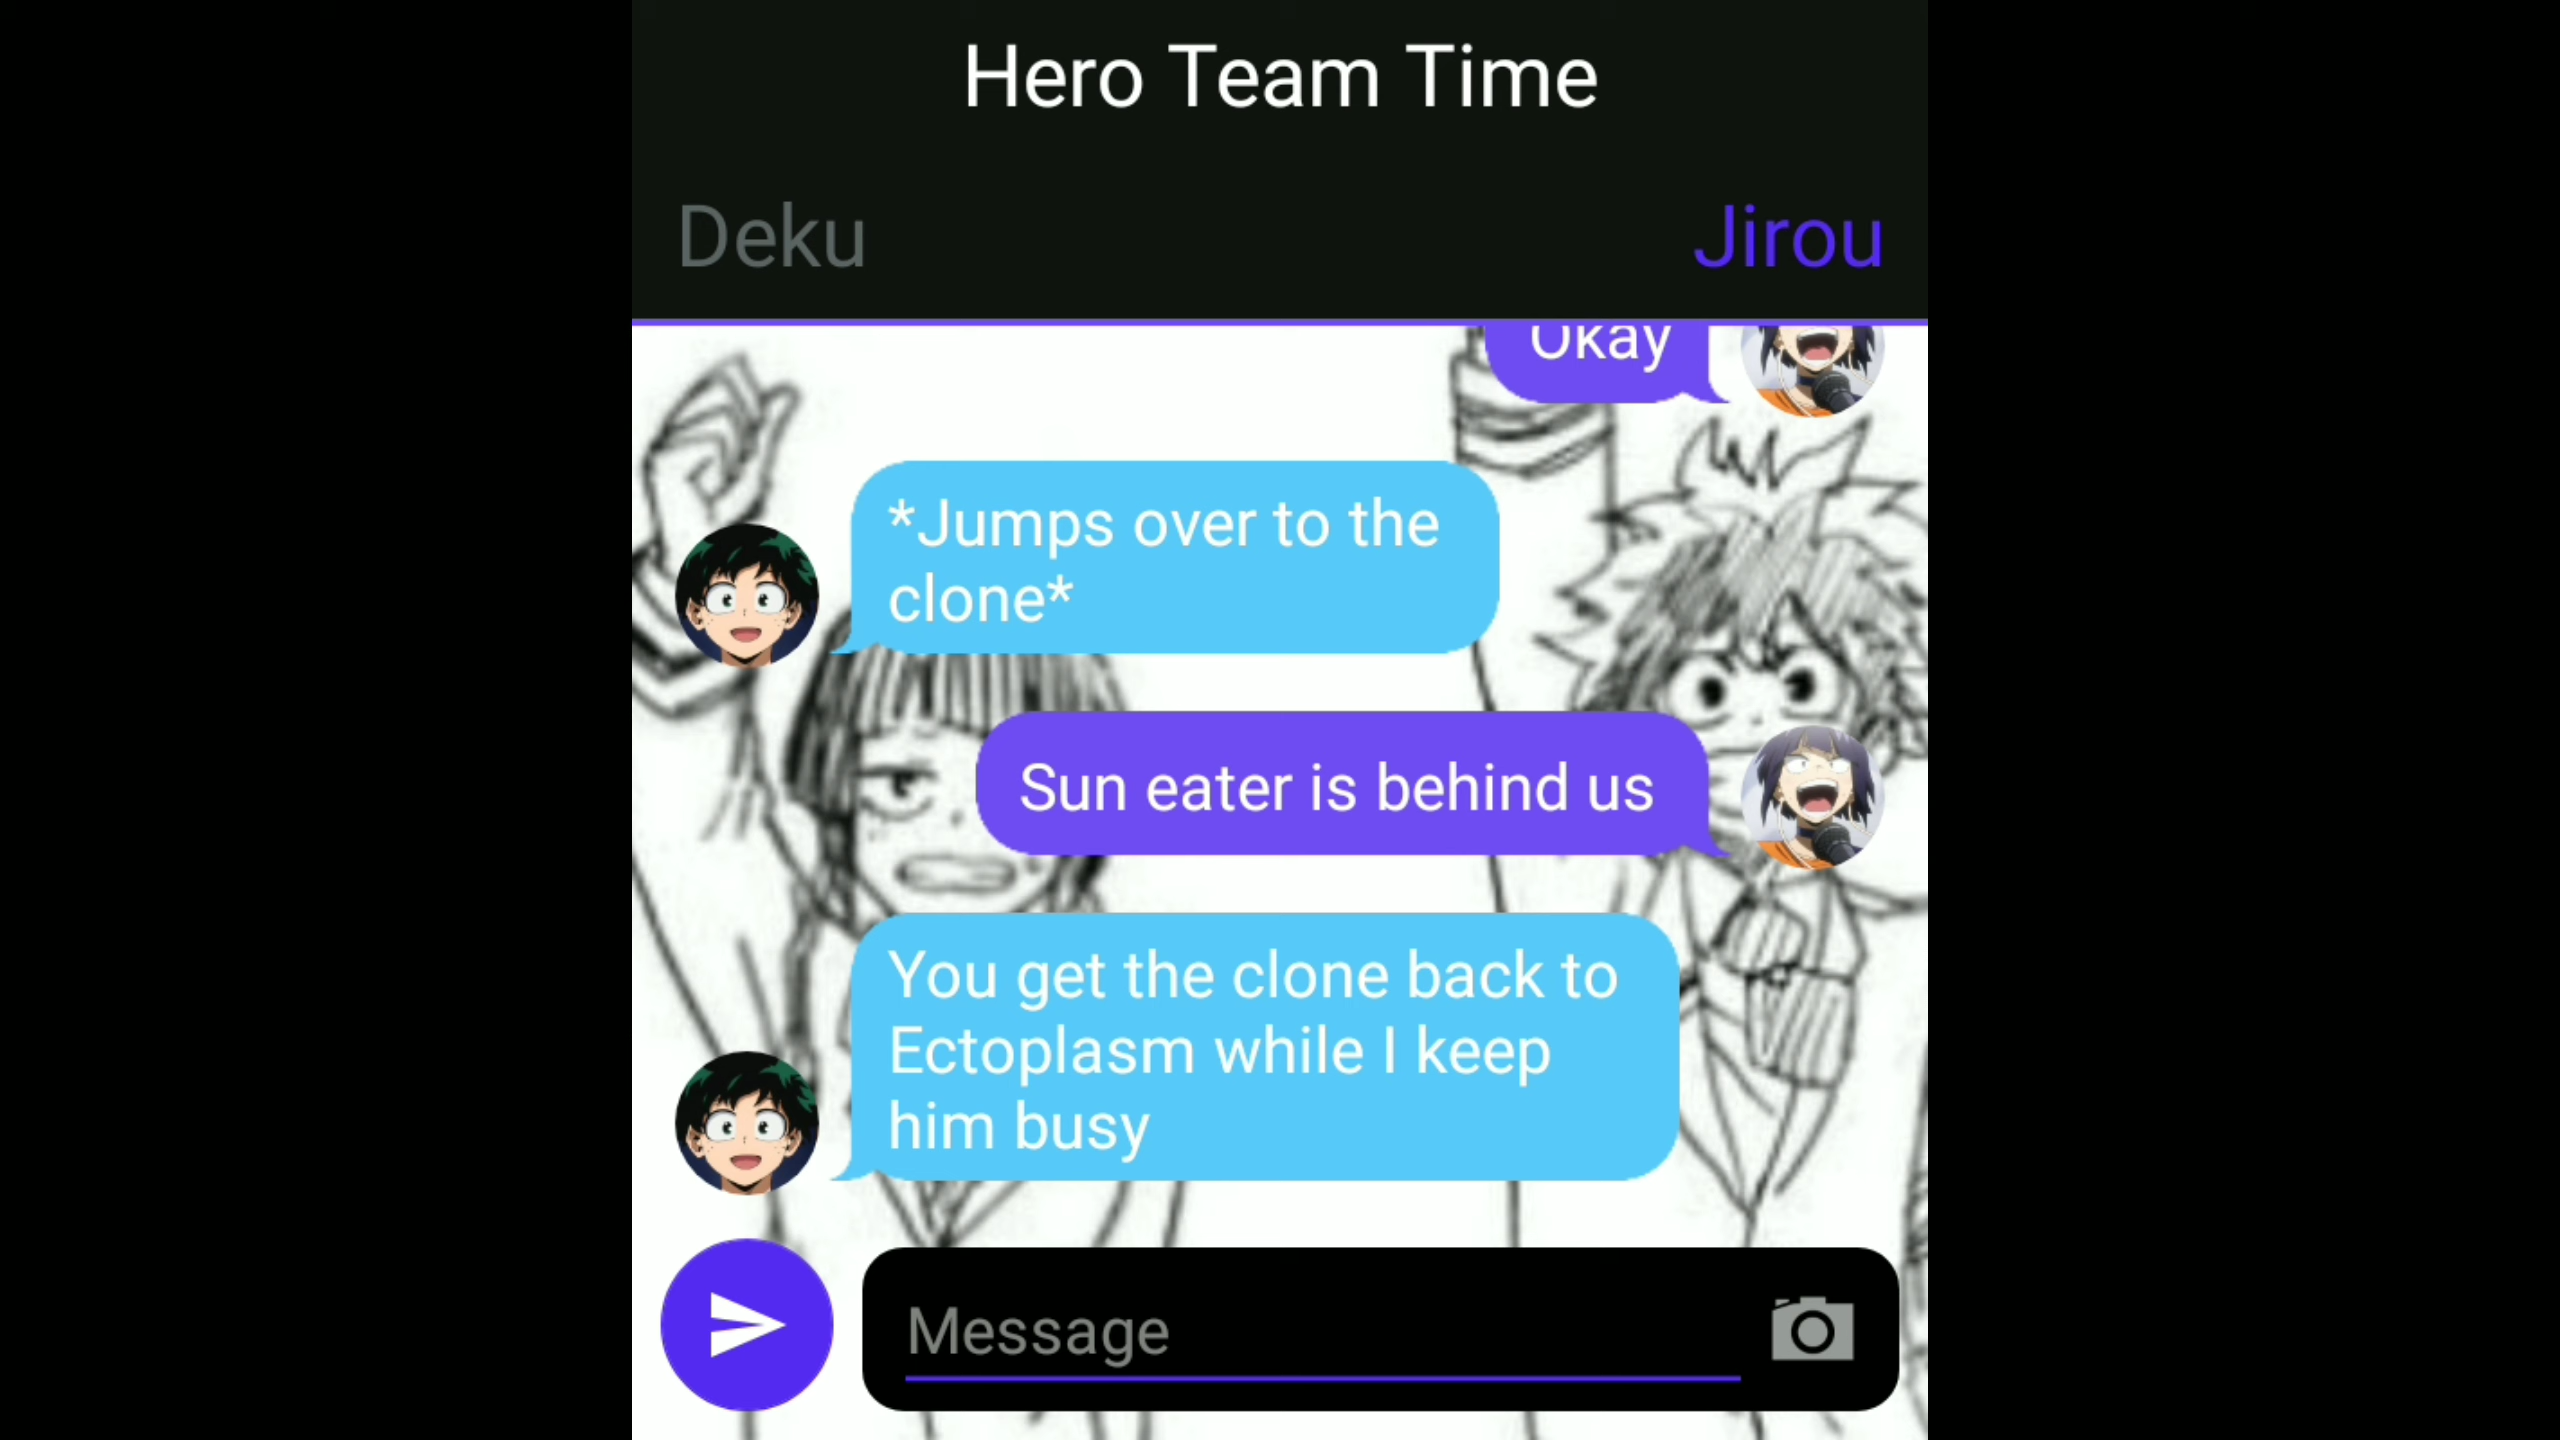 Hero Team Time
Deku
Jirou
Okay
*Jumps over to the
clone*
Sun eater is behind us
You get the clone back to
Ectoplasm while I keep
him busy
Message